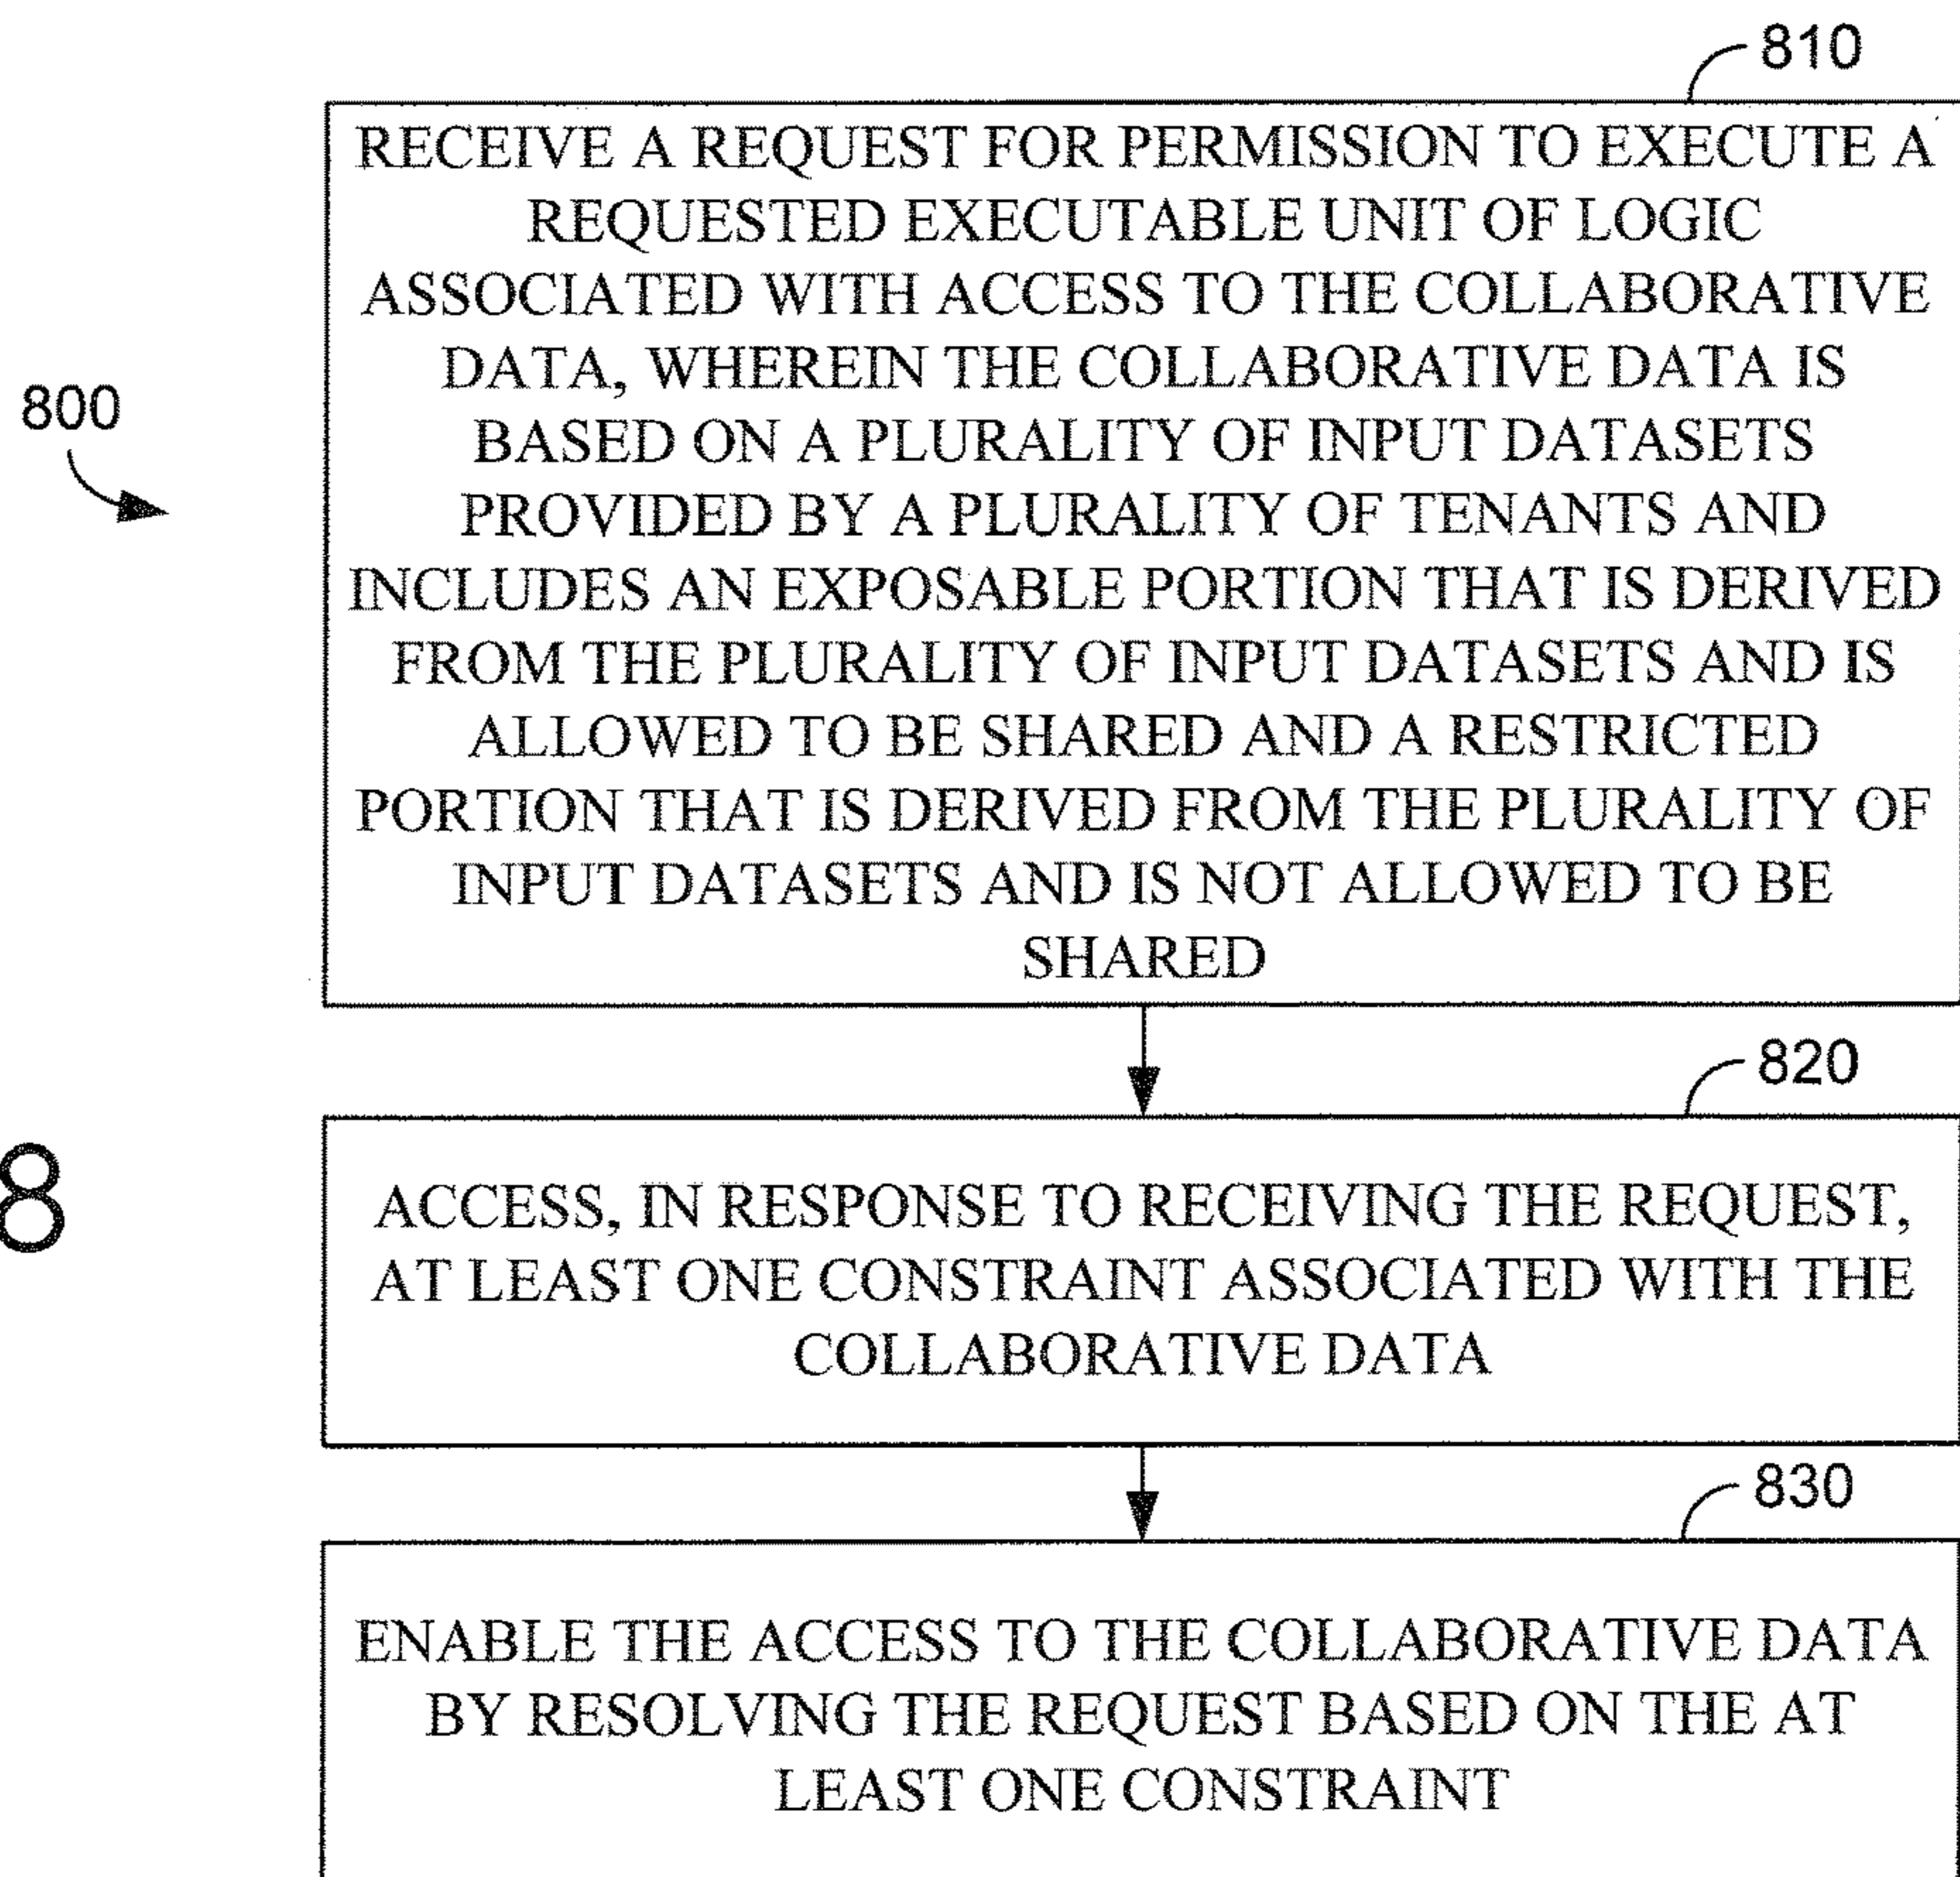 810
RECEIVE A REQUEST FOR PERMISSION TO EXECUTE A
REQUESTED EXECUTABLE UNIT OF LOGIC
ASSOCIATED WITH ACCESS TO THE COLLABORATIVE
DATA, WHEREIN THE COLLABORATIVE DATA IS
BASED ON A PLURALITY OF INPUT DATASETS
PROVIDED BY A PLURALITY OF TENANTS AND
INCLUDES AN EXPOSABLE PORTION THAT IS DERIVED
FROM THE PLURALITY OF INPUT DATASETS AND IS
ALLOWED TO BE SHARED AND A RESTRICTED
PORTION THAT IS DERIVED FROM THE PLURALITY OF
INPUT DATASETS AND IS NOT ALLOWED TO BE
SHARED
800
820
ACCESS, IN RESPONSE TO RECEIVING THE REQUEST,
AT LEAST ONE CONSTRAINT ASSOCIATED WITH THE
COLLABORATIVE DATA
8
830
ENABLE THE ACCESS TO THE COLLABORATIVE DATA
BY RESOLVING THE REQUEST BASED ON THE AT
LEAST ONE CONSTRAINT